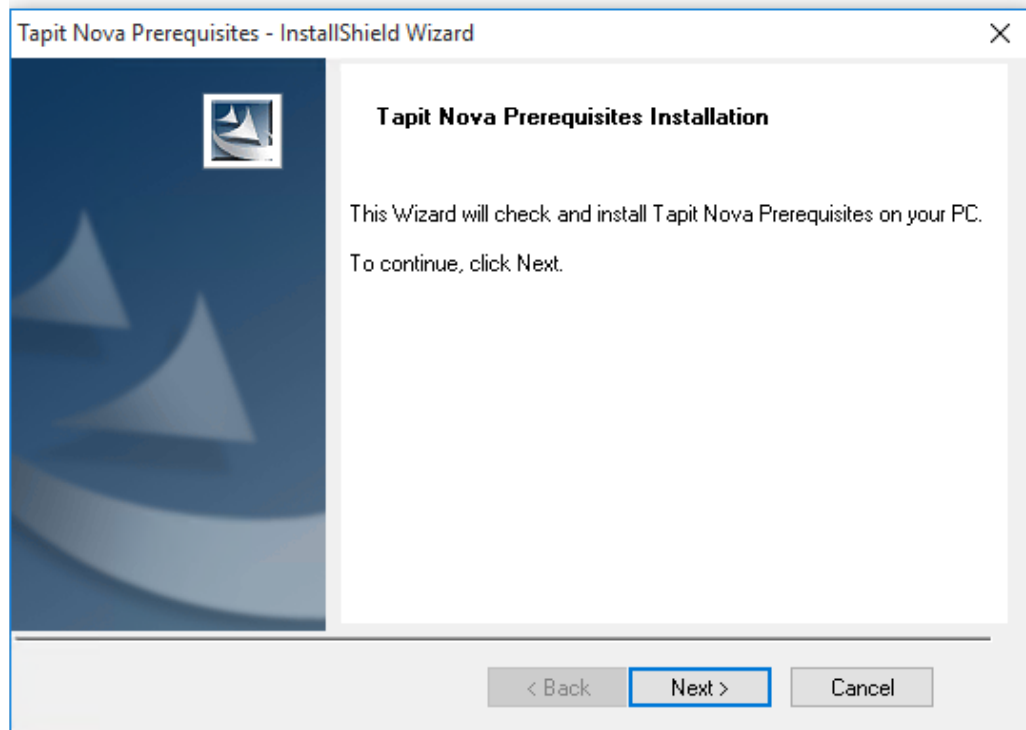 Tapit Nova Prerequisites - InstallShield Wizard
Tapit Nova Prerequisites Installation
This Wizard will check and install Tapit Nova Prerequisites on your PC.
To continue, click Next.
< Back Next > Cancel